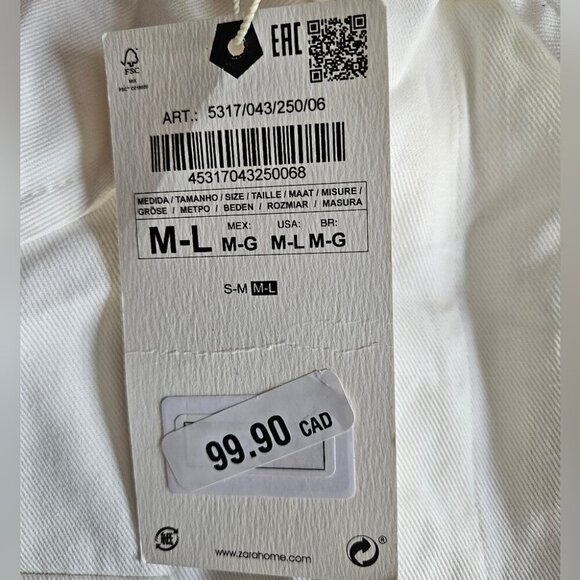 FSC
EAC
ART.: 5317/043/250/06
45317043250068
MEDIDA / TAMANHO / SIZE / TAILLE / MAAT / MISURE /
GRÖSE / METPO / BEDEN / ROZMIAR / MASURA
MEX: USA: BR:
M-L M-G M-L M-G
S-M M-L
99.90 CAD
www.zarahome.com
®